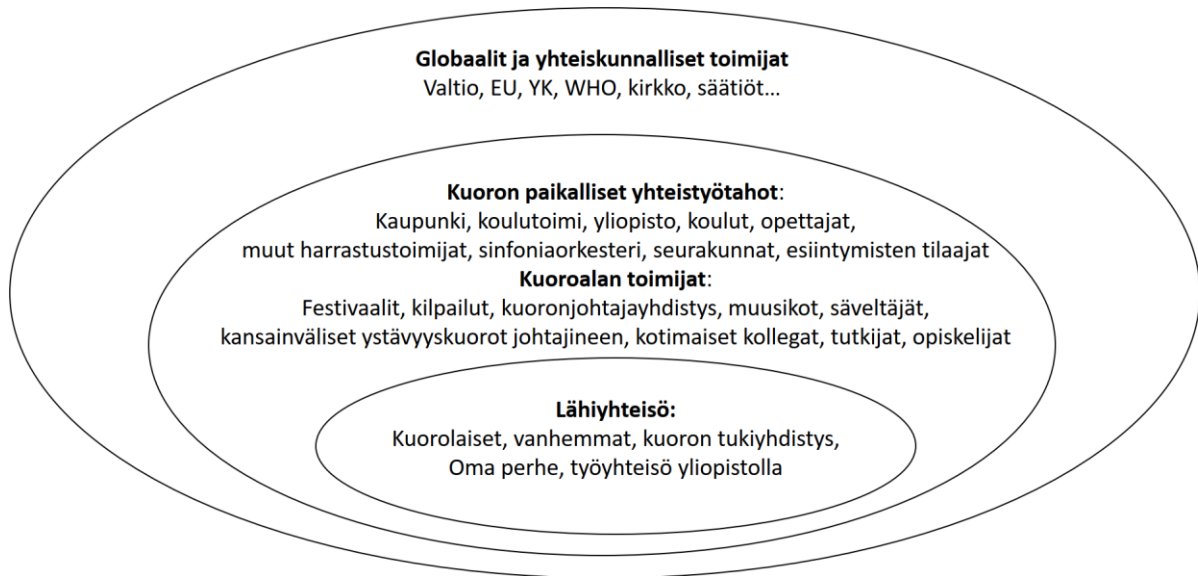 Globaalit ja yhteiskunnalliset toimijat
Valtio, EU, YK, WHO, kirkko, säätiöt...
Kuoron paikalliset yhteistyötahot:
Kaupunki, koulutoimi, yliopisto, koulut, opettajat,
muut harrastustoimijat, sinfoniaorkesteri, seurakunnat, esiintymisten tilaajat
Kuoroalan toimijat:
Festivaalit, kilpailut, kuoronjohtajayhdistys, muusikot, säveltäjät,
kansainväliset ystävyyskuorot johtajineen, kotimaiset kollegat, tutkijat, opiskelijat
Lähiyhteisö:
Kuorolaiset, vanhemmat, kuoron tukiyhdistys,
Oma perhe, työyhteisö yliopistolla